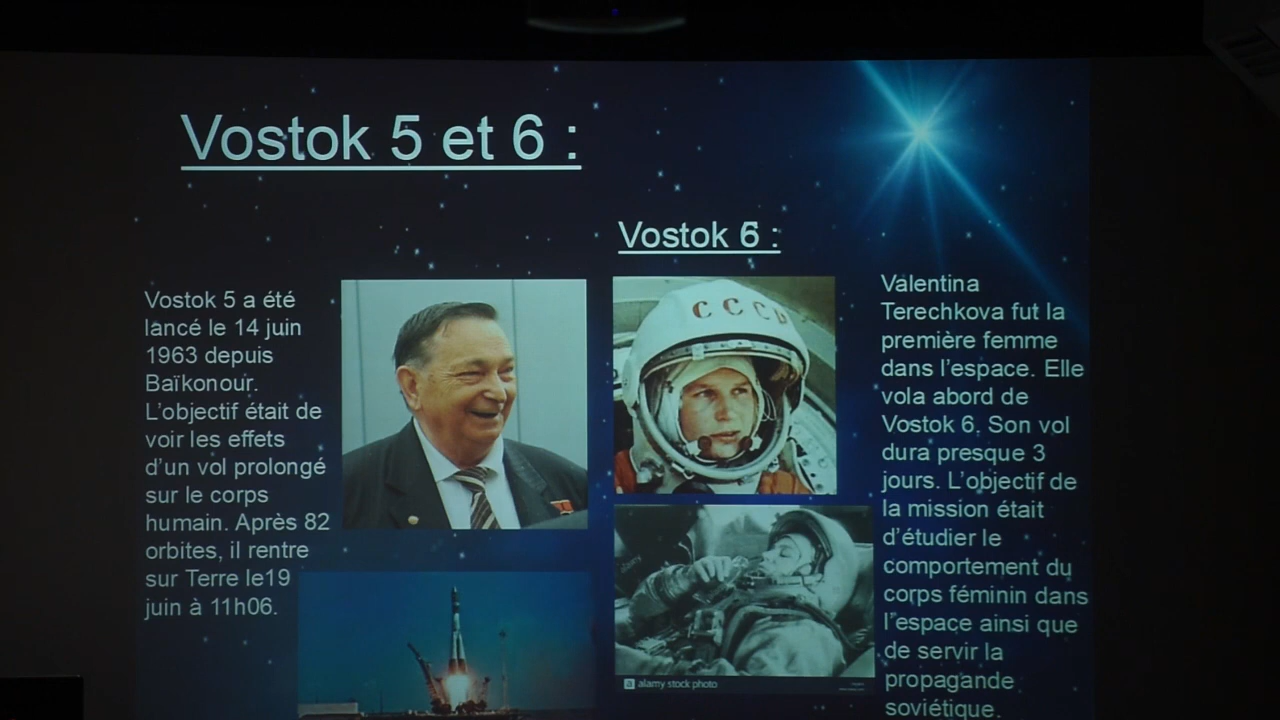 Vostok 5 et 6 :
Vostok 5 a été
lancé le 14 juin
1963 depuis
Baïkonour.
L'objectif était de
voir les effets
d'un vol prolongé
sur le corps
humain. Après 82
orbites, il rentre
sur Terre le19
juin à 11h06.
Vostok 6 :
CCCP
Valentina
Terechkova fut la
première femme
dans l'espace. Elle
vola abord de
Vostok 6. Son vol
dura presque 3
jours. L'objectif de
la mission était
d'étudier le
comportement du
corps féminin dans
l'espace ainsi que
de servir la
propagande
soviétique.
a alamy stock photo